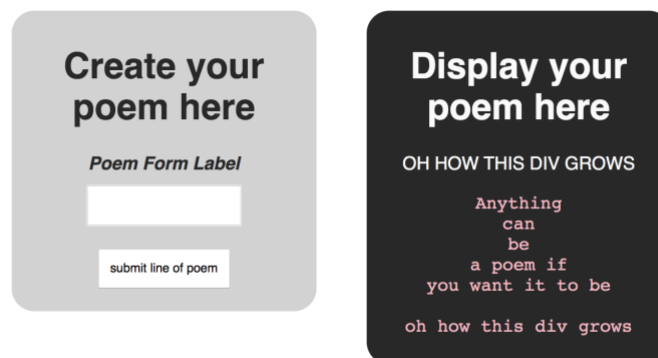 Create your
poem here
Poem Form Label
submit line of poem
Display your
poem here
OH HOW THIS DIV GROWS
Anything
can
be
a poem if
you want it to be
oh how this div grows